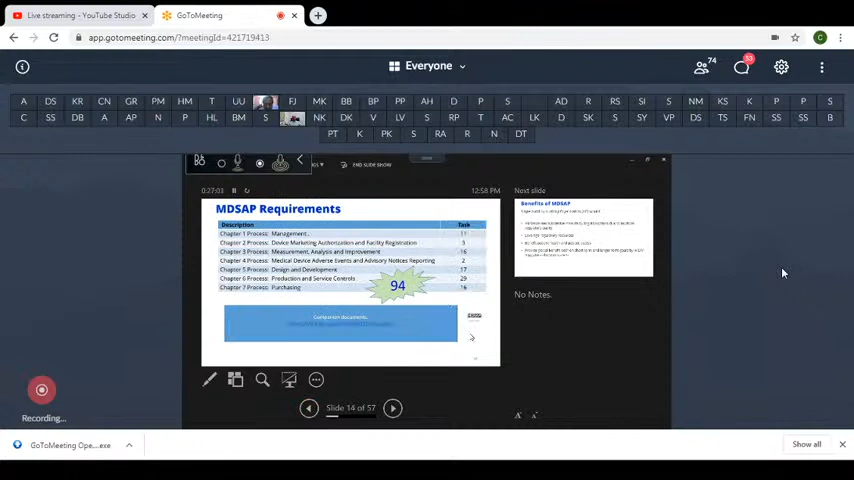 Live streaming - YouTube Studio
GoToMeeting
app.gotomeeting.com/?meetingId=421719413
C
Everyone
74
53
A DS KR CN GR PM HM T UU FJ MK BB BP PP AH D P S AD R RS SI S NM KS K P P S
C SS DB A AP N P HL BM S NK DK V LV S RP T AC LK D SK S SY VP DS TS FN SS SS B
PT K PK S RA R N DT
END SLIDE SHOW
0:27:03
12:58 PM
MDSAP Requirements
Description Task
Chapter 1 Process: Management . 11
Chapter 2 Process: Device Marketing Authorization and Facility Registration 3
Chapter 3 Process: Measurement, Analysis and Improvement 16
Chapter 4 Process: Medical Device Adverse Events and Advisory Notices Reporting 2
Chapter 5 Process: Design and Development 17
Chapter 6 Process: Production and Service Controls 29
Chapter 7 Process: Purchasing 16
94
Companion documents.
Next slide
Benefits of MDSAP
No Notes.
Slide 14 of 57
A A
Recording...
GoToMeeting Ope....exe
Show all